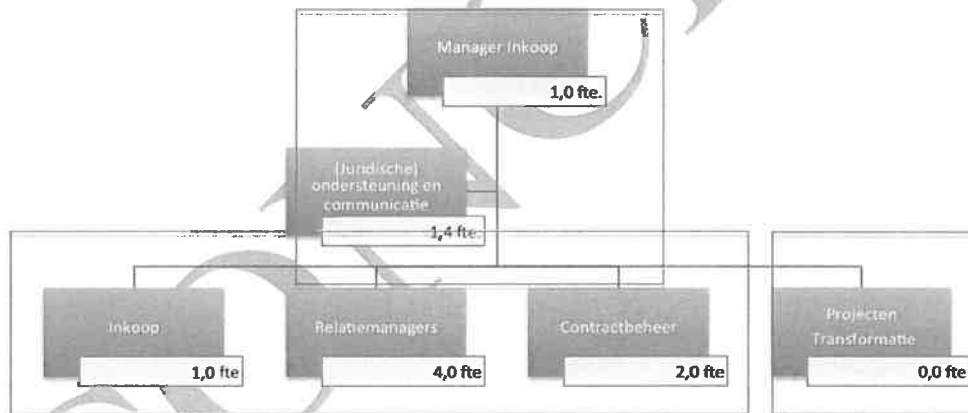 Manager Inkoop
1,0 fte.
(Juridische)
ondersteuning en
communicatie
1,4 fte.
Inkoop
1,0 fte
Relatiemanagers
4,0 fte
Contractbeheer
2,0 fte
Projecten
Transformatie
0,0 fte